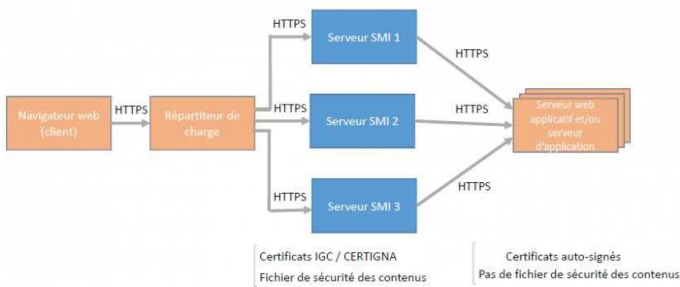 HTTPS
Serveur SMI 1
HTTPS
Navigateur web
(client)
HTTPS
Répartiteur de
charge
HTTPS
Serveur SMI 2
HTTPS
Serveur web
applicatif et/ou
serveur
d'application
HTTPS
Serveur SMI 3
HTTPS
Certificats IGC / CERTIGNA
Fichier de sécurité des contenus
Certificats auto-signés
Pas de fichier de sécurité des contenus